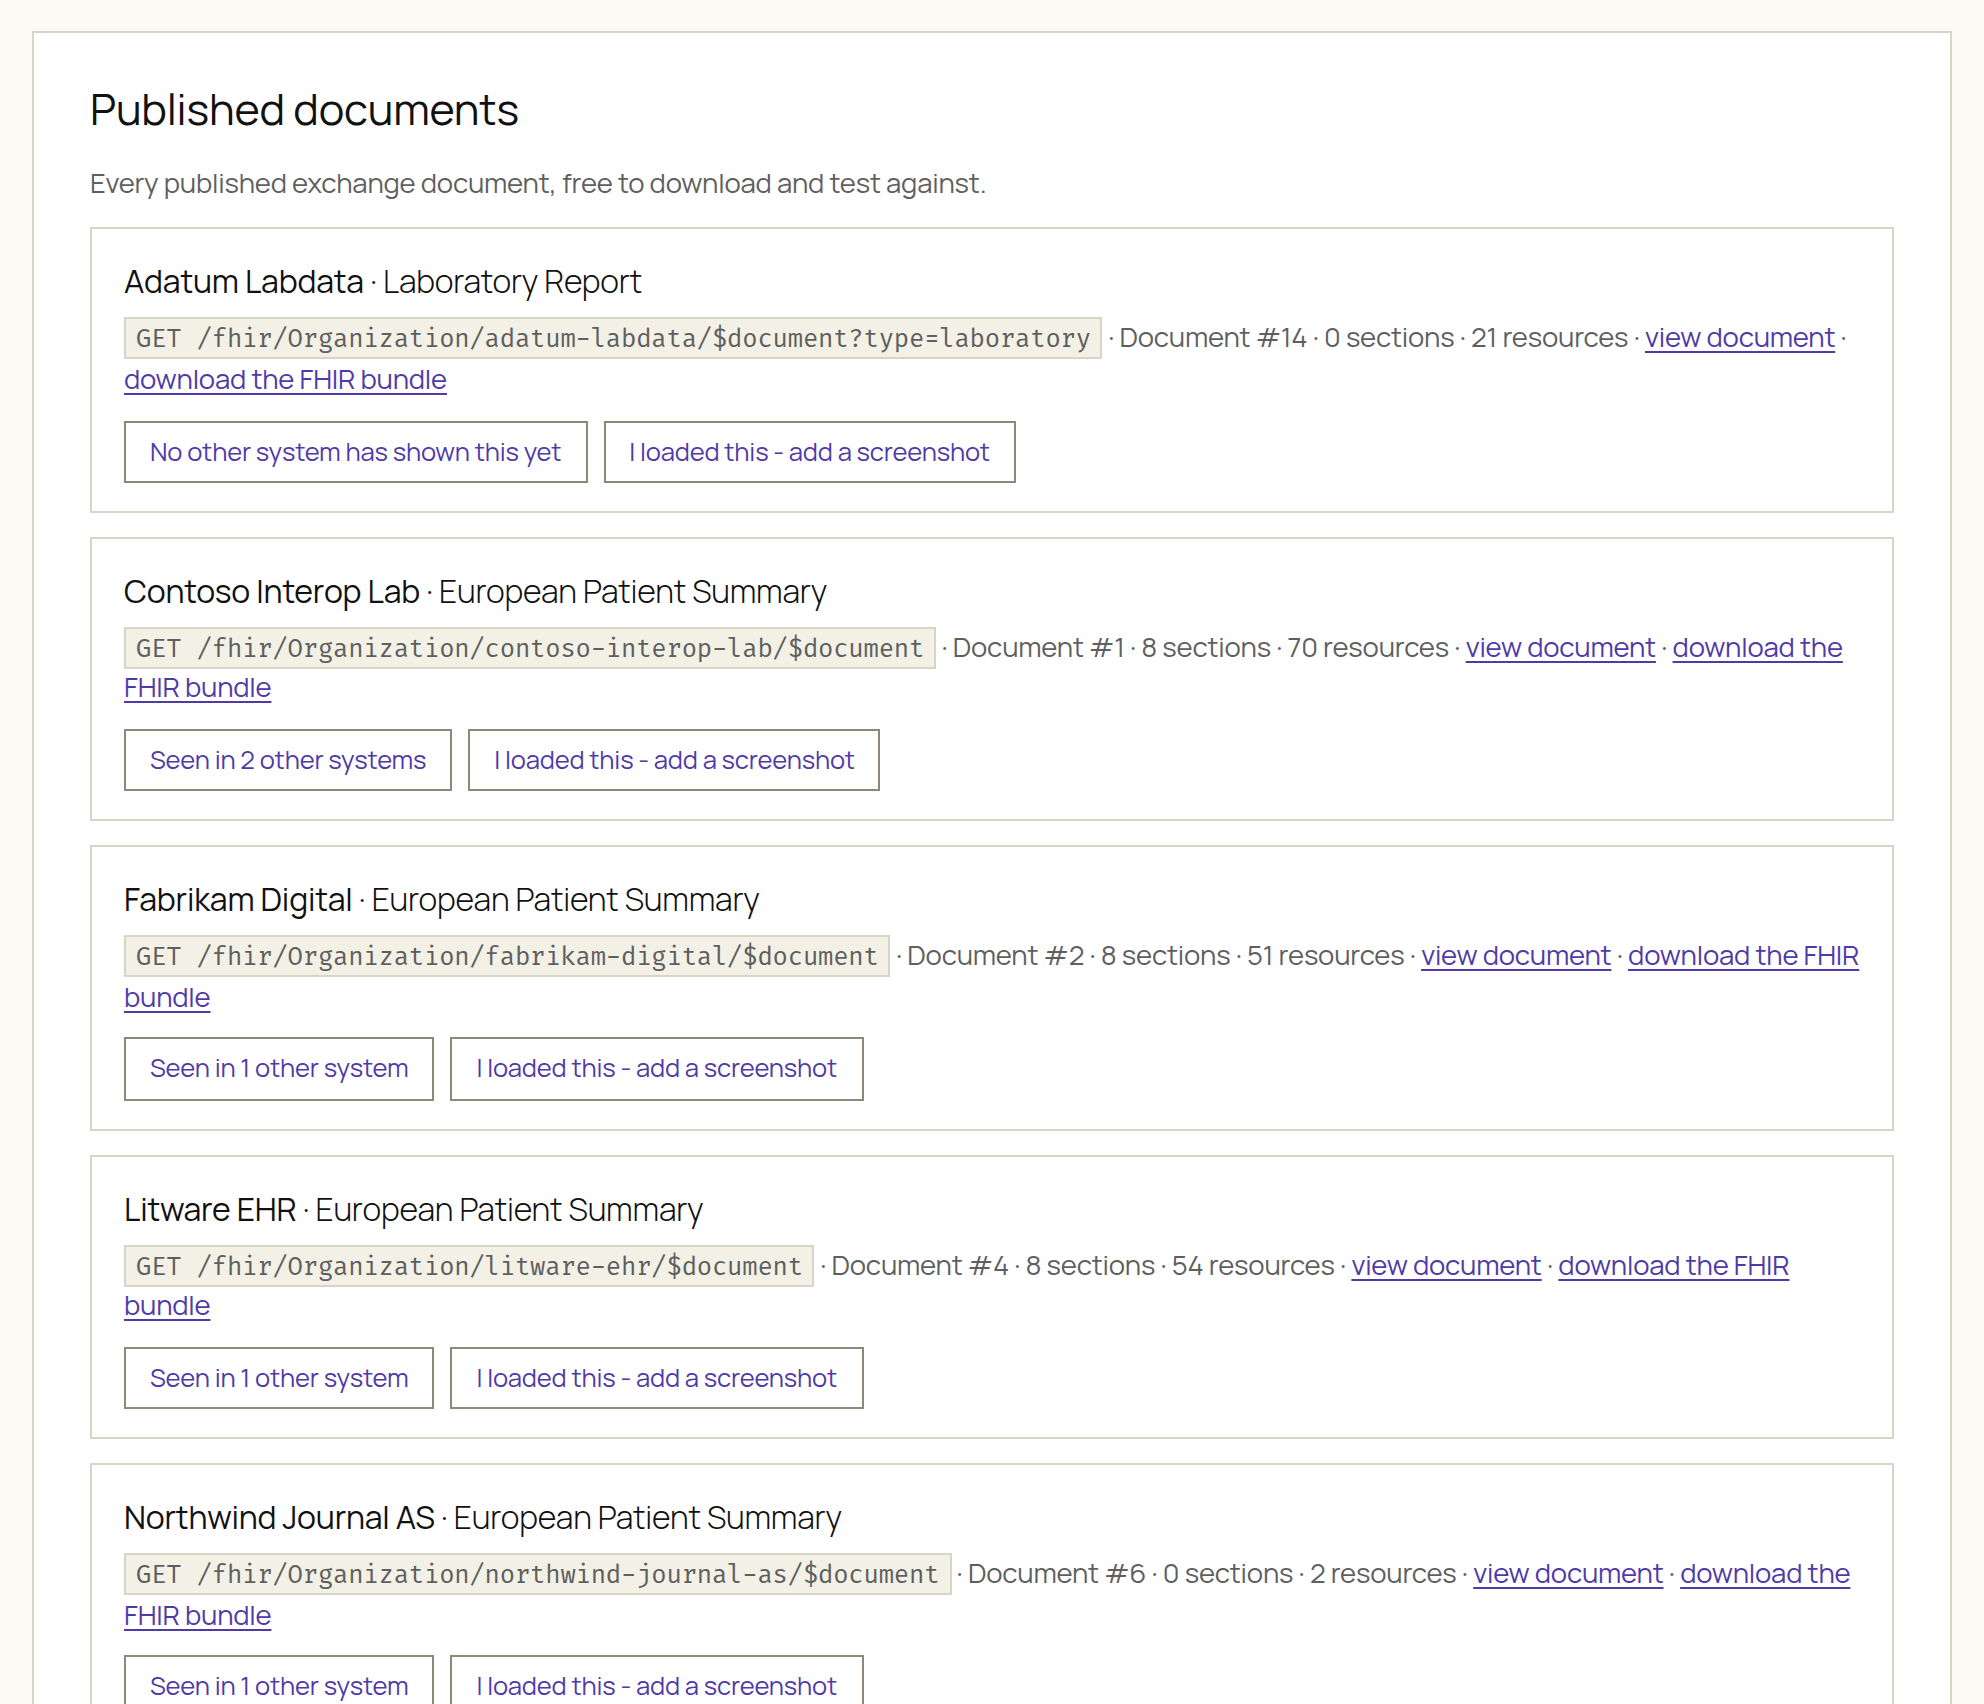 Published documents
Every published exchange document, free to download and test against.
Adatum Labdata · Laboratory Report
GET /fhir/Organization/adatum-labdata/$document?type=laboratory · Document #14 · 0 sections · 21 resources · view document ·
download the FHIR bundle
No other system has shown this yet I loaded this - add a screenshot
Contoso Interop Lab · European Patient Summary
GET /fhir/Organization/contoso-interop-lab/$document · Document #1 · 8 sections · 70 resources · view document · download the
FHIR bundle
Seen in 2 other systems I loaded this - add a screenshot
Fabrikam Digital · European Patient Summary
GET /fhir/Organization/fabrikam-digital/$document · Document #2 · 8 sections · 51 resources · view document · download the FHIR
bundle
Seen in 1 other system I loaded this - add a screenshot
Litware EHR · European Patient Summary
GET /fhir/Organization/litware-ehr/$document · Document #4 · 8 sections · 54 resources · view document · download the FHIR
bundle
Seen in 1 other system I loaded this - add a screenshot
Northwind Journal AS · European Patient Summary
GET /fhir/Organization/northwind-journal-as/$document · Document #6 · 0 sections · 2 resources · view document · download the
FHIR bundle
Seen in 1 other system I loaded this - add a screenshot